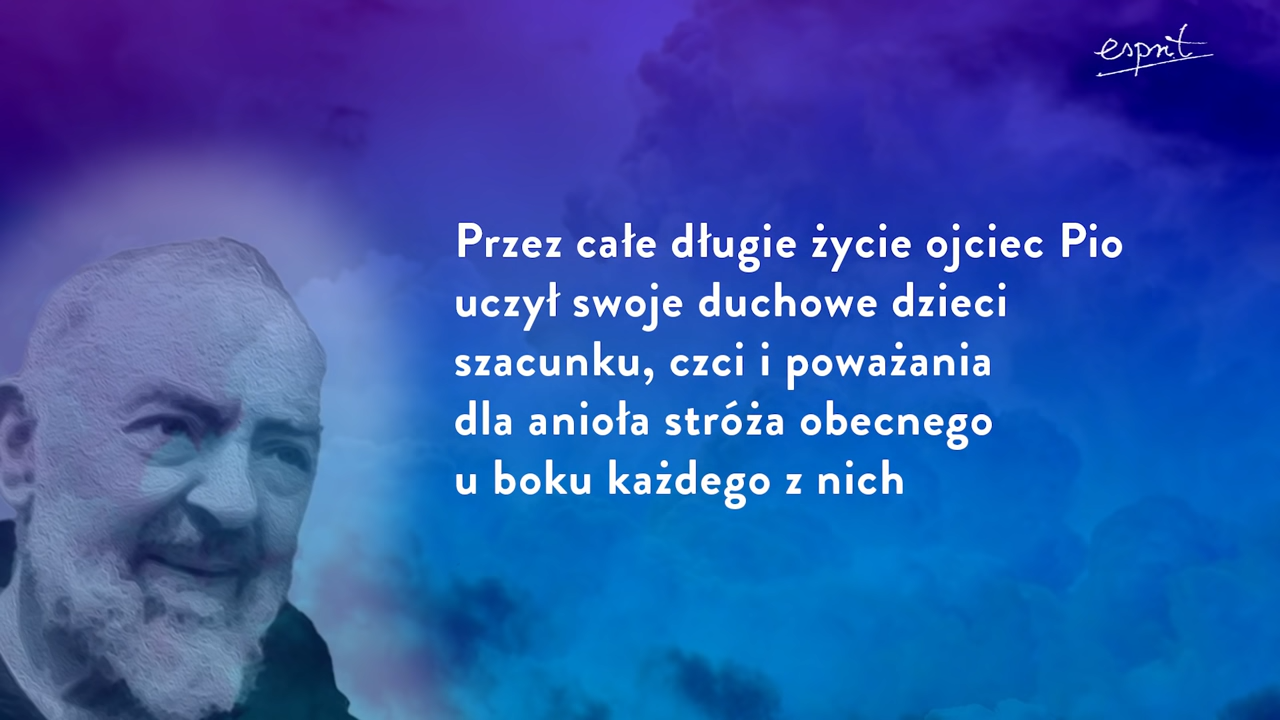 esprit
Przez całe długie życie ojciec Pio
uczył swoje duchowe dzieci
szacunku, czci i poważania
dla anioła stróża obecnego
u boku każdego z nich